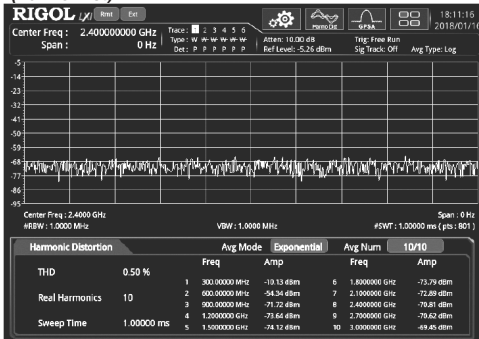 RIGOL LXI Rmt Ext
18:11:16
2018/01/16
Center Freq : 2.400000000 GHz
Span : 0 Hz
Trace: 1 2 3 4 5 6
Type: W W W W W W
Det: P P P P P P
Atten: 10.00 dB
Ref Level: -5.26 dBm
GPSA
Trig: Free Run
Sig Track: Off Avg Type: Log
-5
-14
-23
-32
-41
-50
-59
-68
-77
-86
-95
Center Freq : 2.4000 GHz Span : 0 Hz
#RBW : 1.0000 MHz VBW : 1.0000 MHz #SWT : 1.00000 ms ( pts : 801 )
Harmonic Distortion Avg Mode Exponential Avg Num 10/10
THD 0.50 %
Real Harmonics 10
Sweep Time 1.00000 ms
Freq Amp Freq Amp
1 300.00000 MHz -10.13 dBm 6 1.8000000 GHz -73.79 dBm
2 600.00000 MHz -54.34 dBm 7 2.1000000 GHz -72.89 dBm
3 900.00000 MHz -71.72 dBm 8 2.4000000 GHz -70.81 dBm
4 1.2000000 GHz -73.64 dBm 9 2.7000000 GHz -70.62 dBm
5 1.5000000 GHz -74.12 dBm 10 3.0000000 GHz -69.45 dBm